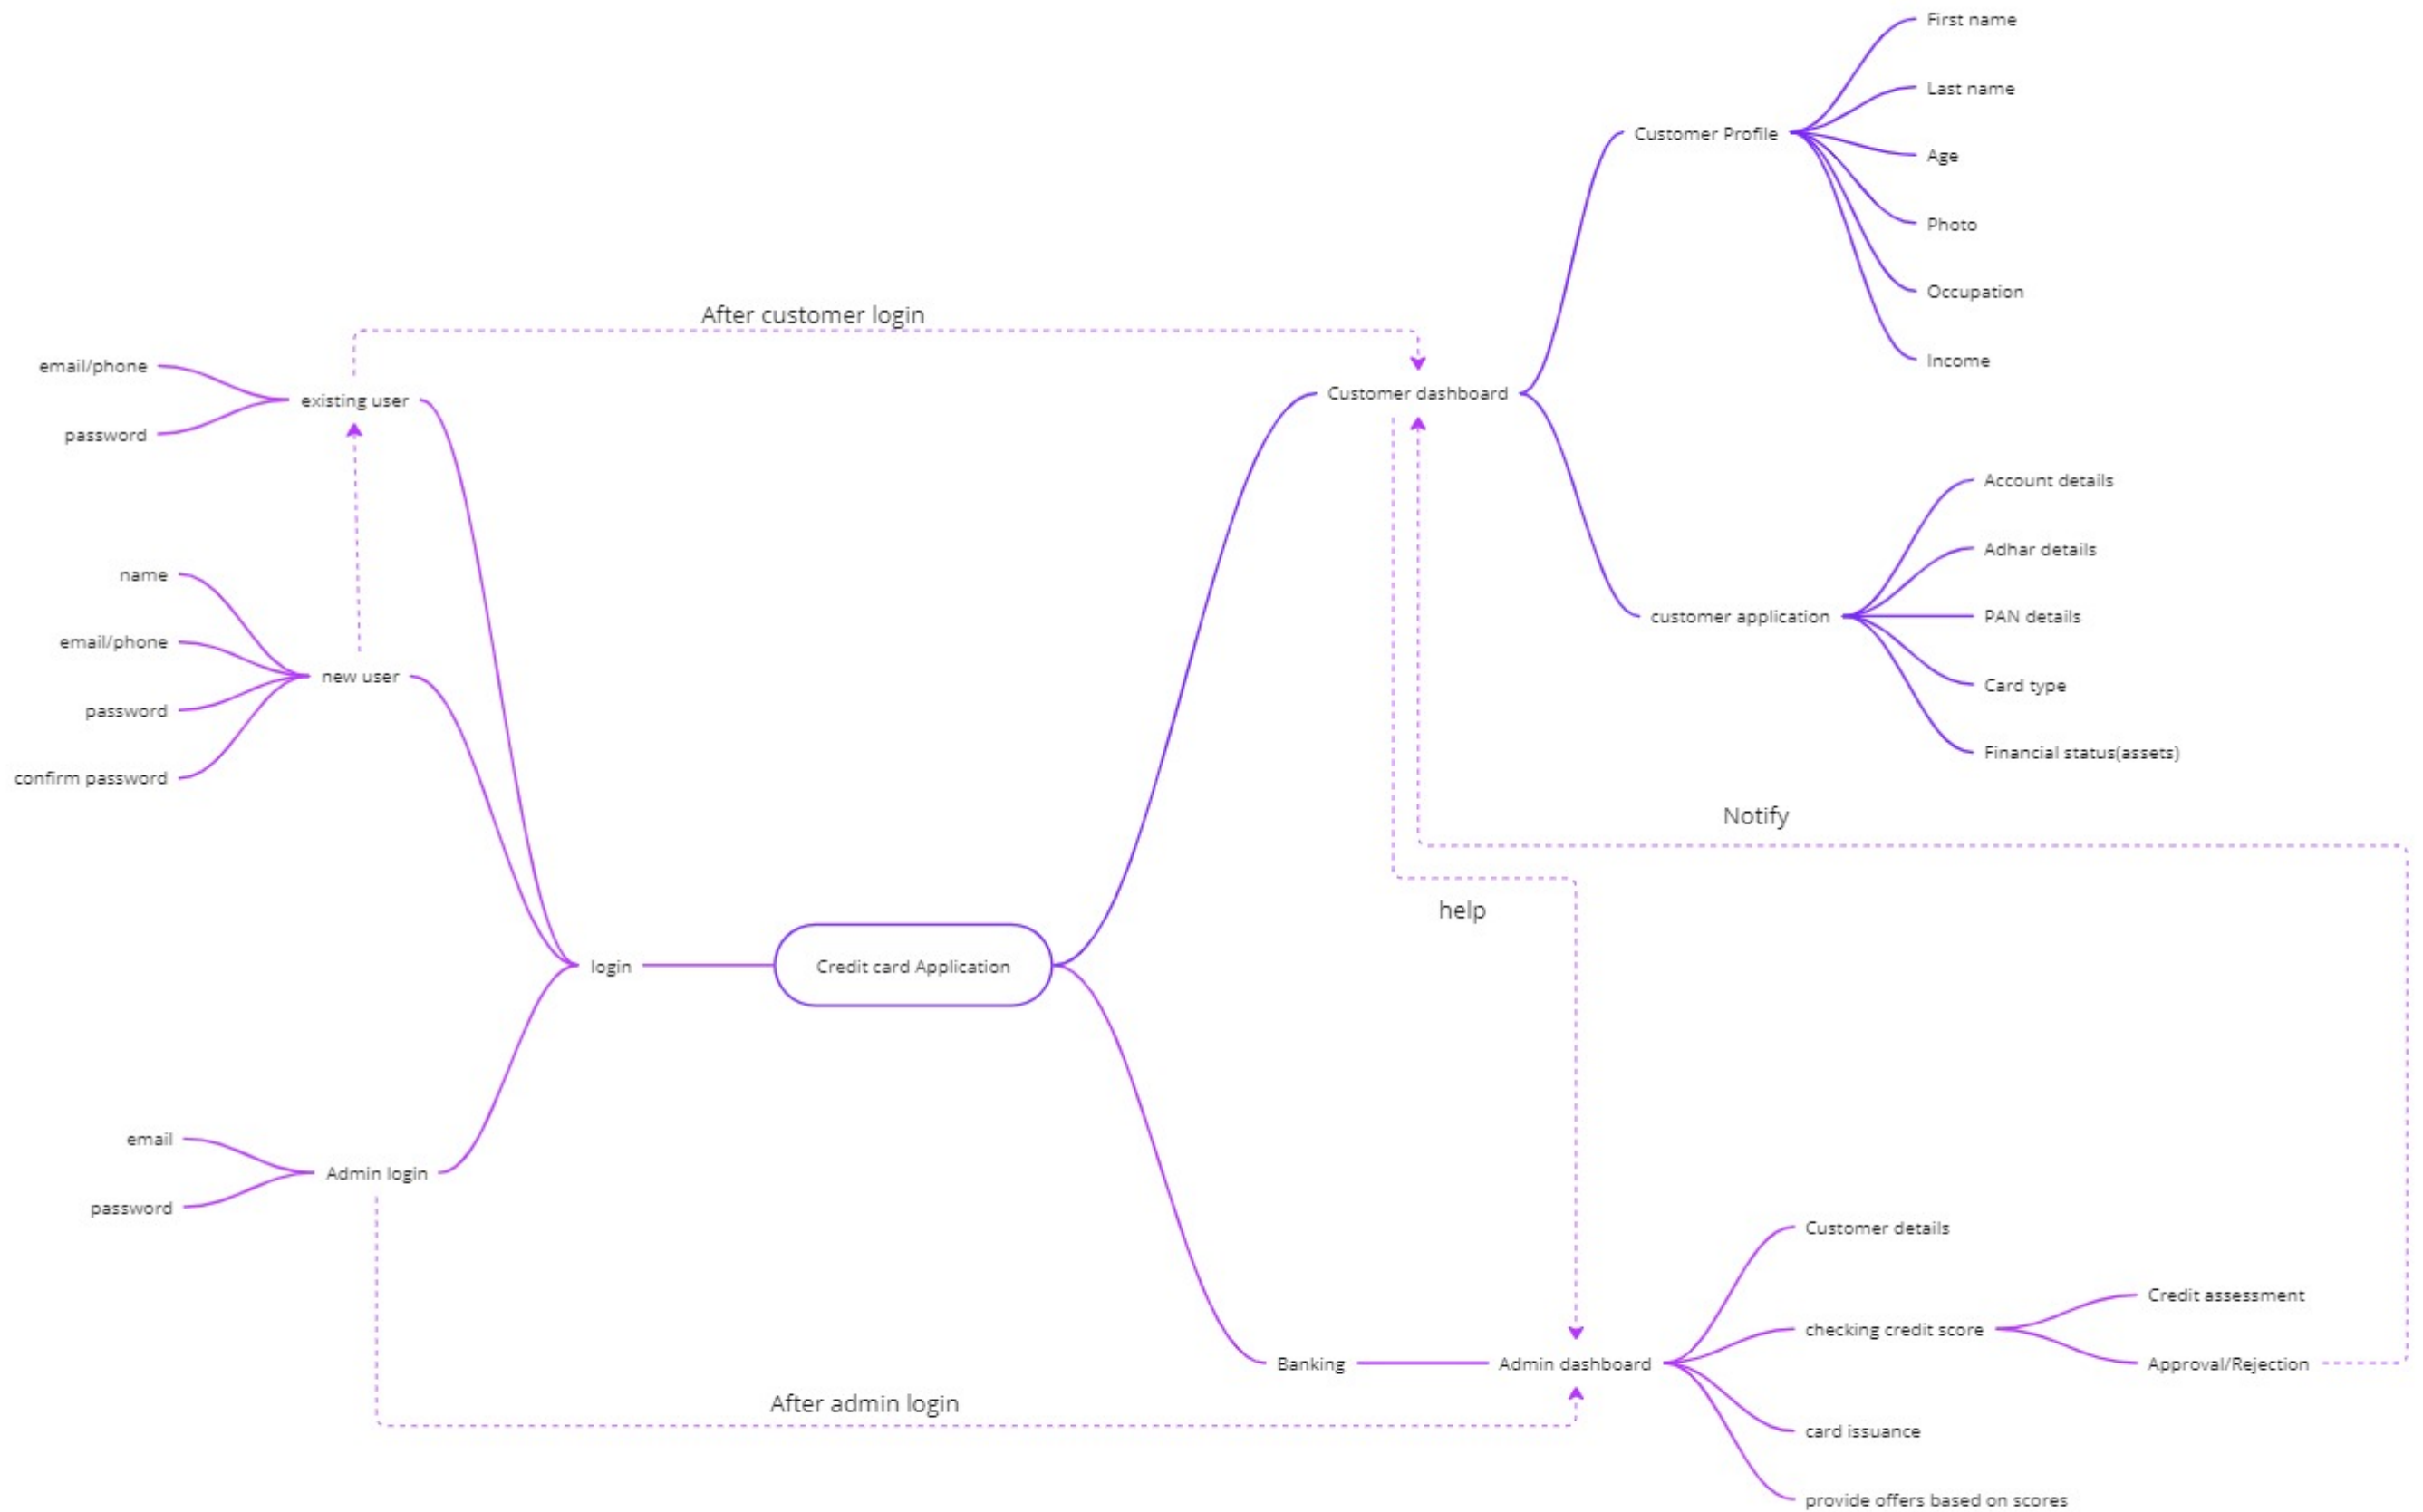 First name
Last name
Customer Profile
Age
Photo
Occupation
Income
After customer login
email/phone
existing user
password
Customer dashboard
Account details
Adhar details
customer application
PAN details
Card type
Financial status(assets)
name
email/phone
new user
password
confirm password
Notify
help
login
Credit card Application
email
Admin login
password
After admin login
Banking
Admin dashboard
Customer details
checking credit score
Credit assessment
Approval/Rejection
card issuance
provide offers based on scores